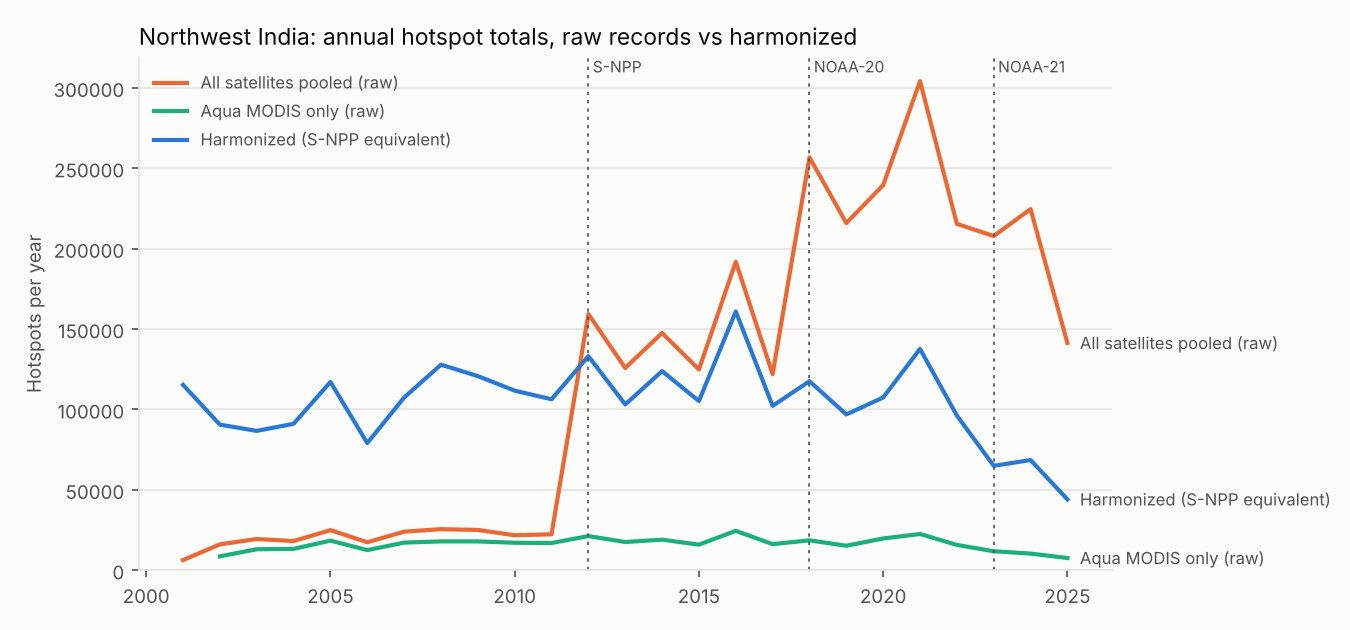 Northwest India: annual hotspot totals, raw records vs harmonized
S-NPP
NOAA-20
NOAA-21
All satellites pooled (raw)
Aqua MODIS only (raw)
Harmonized (S-NPP equivalent)
Hotspots per year
300000
250000
200000
150000
100000
50000
0
All satellites pooled (raw)
Harmonized (S-NPP equivalent)
Aqua MODIS only (raw)
2000 2005 2010 2015 2020 2025